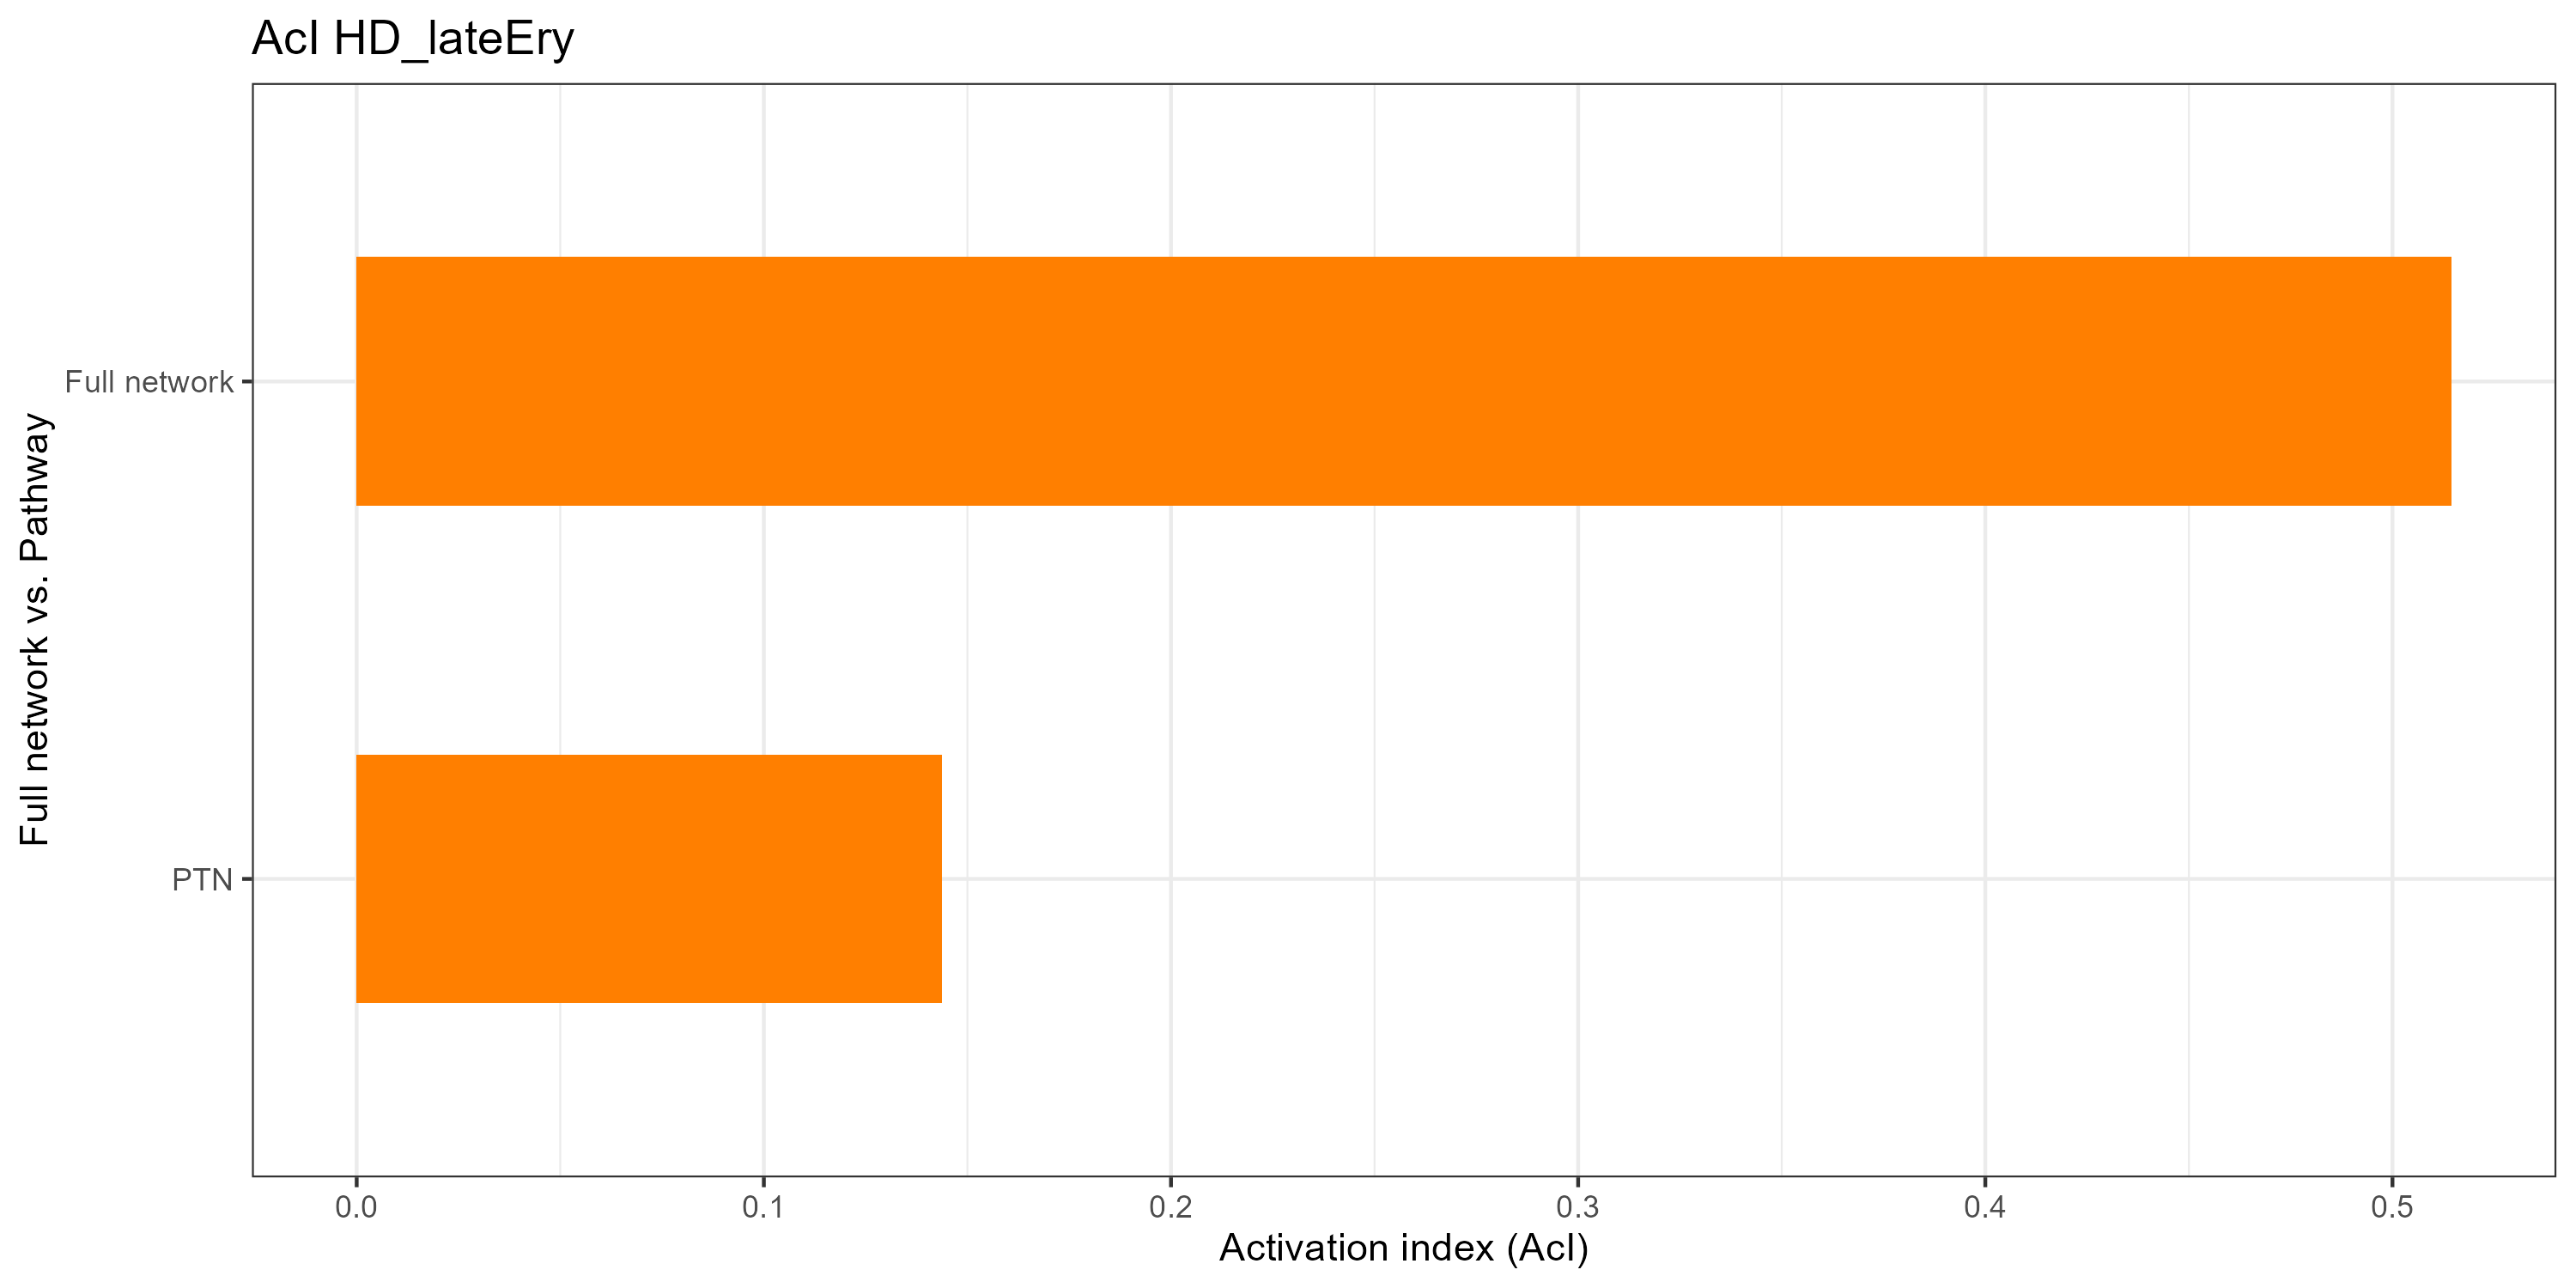 AcI HD_lateEry
Full network vs. Pathway
Full network
PTN
0.0 0.1 0.2 0.3 0.4 0.5
Activation index (AcI)